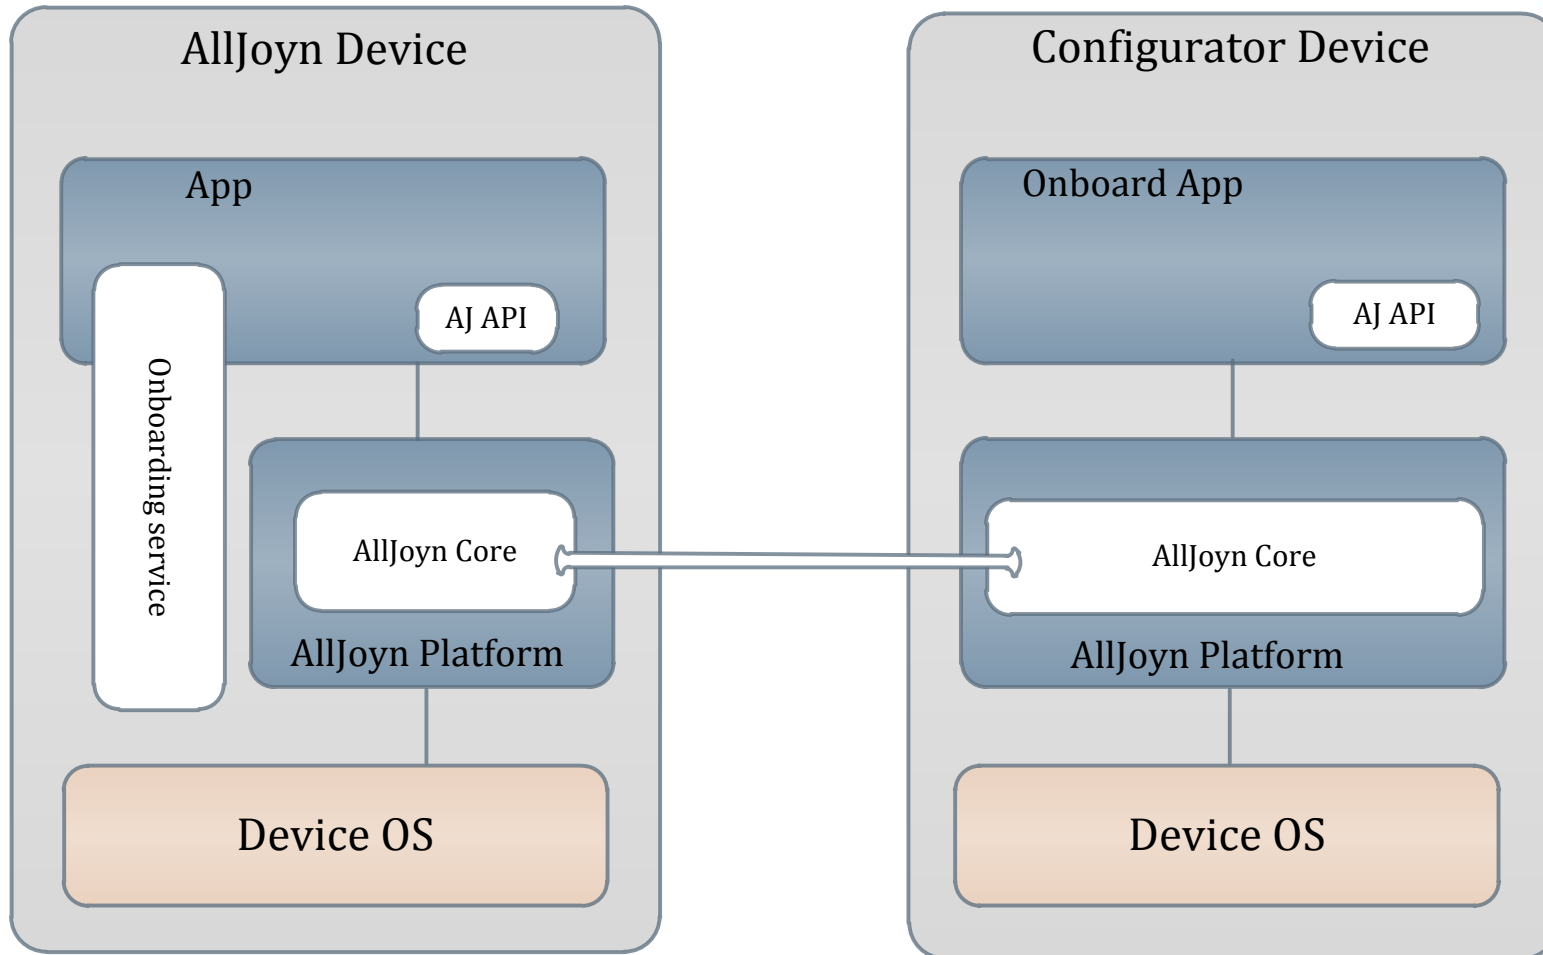 AllJoyn Device
App
AJ API
Onboarding service
AllJoyn Core
AllJoyn Platform
Device OS
Configurator Device
Onboard App
AJ API
AllJoyn Core
AllJoyn Platform
Device OS